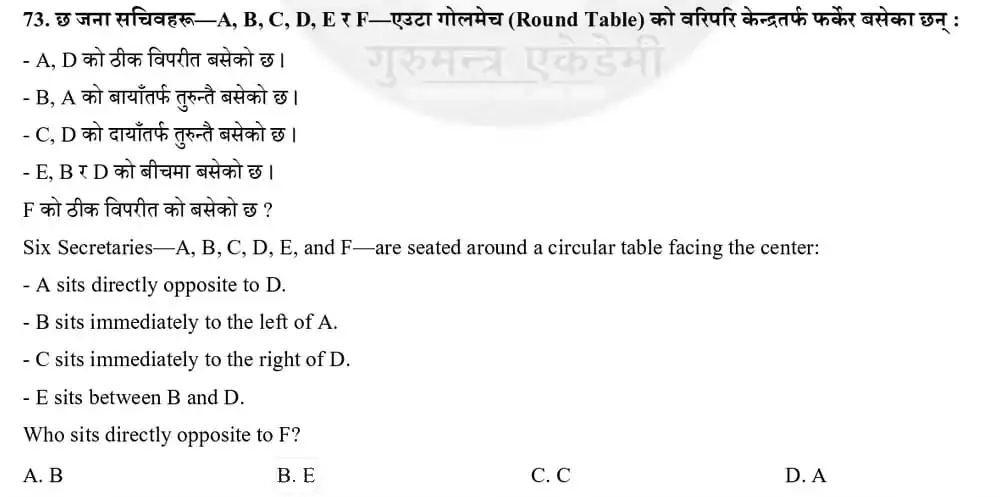 73. छ जना सचिवहरू—A, B, C, D, E र F—एउटा गोलमेच (Round Table) को वरिपरि केन्द्रतर्फ फर्केर बसेका छन् :
गुरुमन्त्र एकेडेमी
- A, D को ठीक विपरीत बसेको छ।
- B, A को बायाँतर्फ तुरुन्तै बसेको छ।
- C, D को दायाँतर्फ तुरुन्तै बसेको छ।
- E, B र D को बीचमा बसेको छ।
F को ठीक विपरीत को बसेको छ ?
Six Secretaries—A, B, C, D, E, and F—are seated around a circular table facing the center:
- A sits directly opposite to D.
- B sits immediately to the left of A.
- C sits immediately to the right of D.
- E sits between B and D.
Who sits directly opposite to F?
A. B B. E C. C D. A